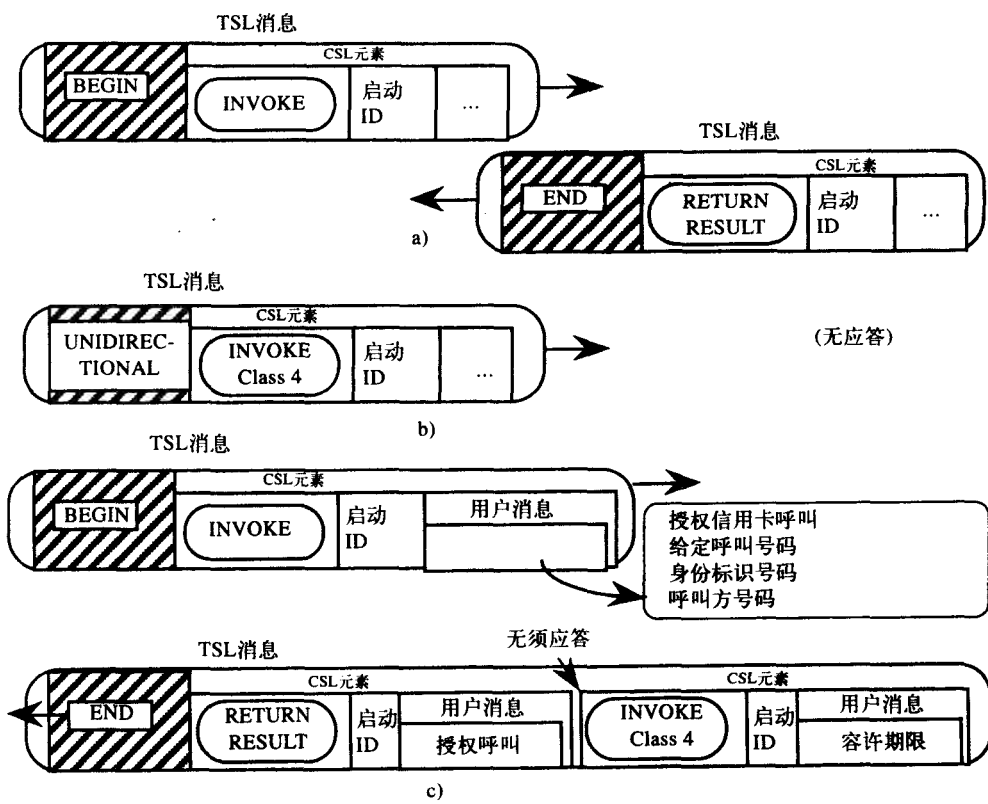 TSL消息
CSL元素
BEGIN
INVOKE
启动
ID
...
TSL消息
CSL元素
END
RETURN
RESULT
启动
ID
...
a)
TSL消息
CSL元素
UNIDIREC-
TIONAL
INVOKE
Class 4
启动
ID
...
(无应答)
b)
TSL消息
CSL元素
BEGIN
INVOKE
启动
ID
用户消息
授权信用卡呼叫
给定呼叫号码
身份标识号码
呼叫方号码
TSL消息
无须应答
CSL元素
CSL元素
END
RETURN
RESULT
启动
ID
用户消息
授权呼叫
INVOKE
Class 4
启动
ID
用户消息
容许期限
c)